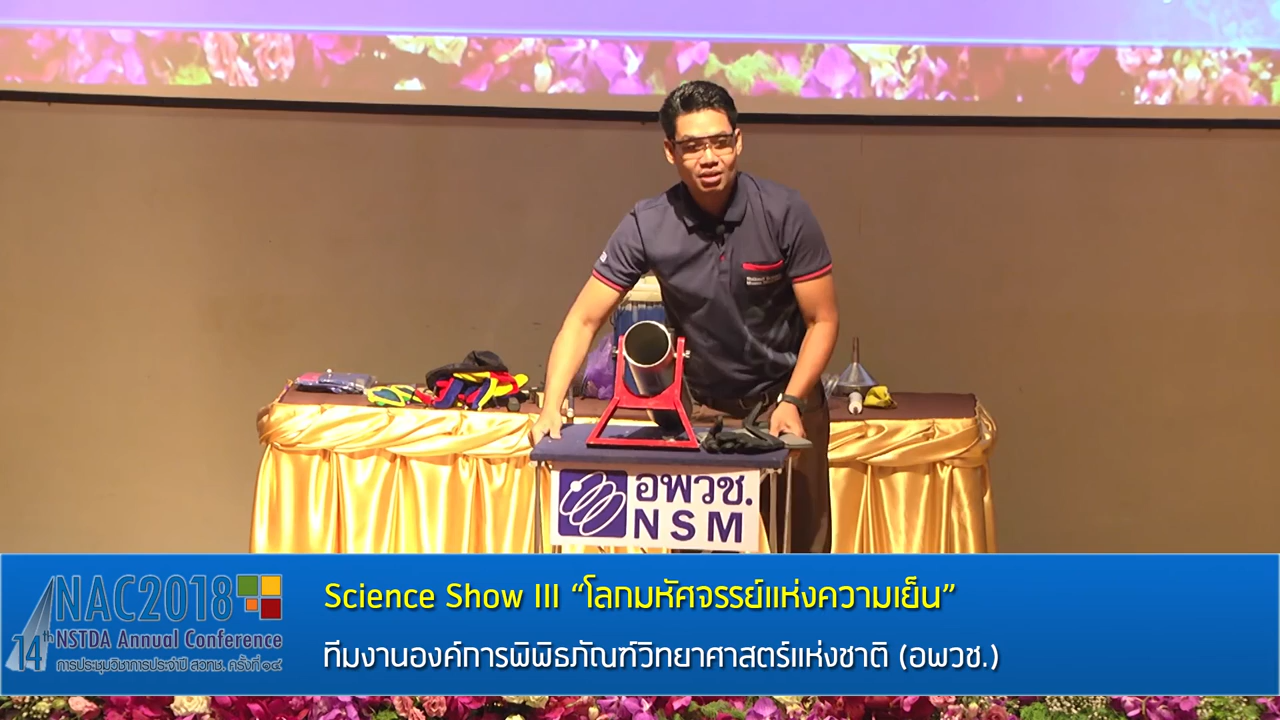 อพวช.
NSM
NAC2018
14th NSTDA Annual Conference
การประชุมวิชาการประจำปี สวทช. ครั้งที่ ๑๔
Science Show III “โลกมหัศจรรย์แห่งความเย็น”
ทีมงานองค์การพิพิธภัณฑ์วิทยาศาสตร์แห่งชาติ (อพวช.)